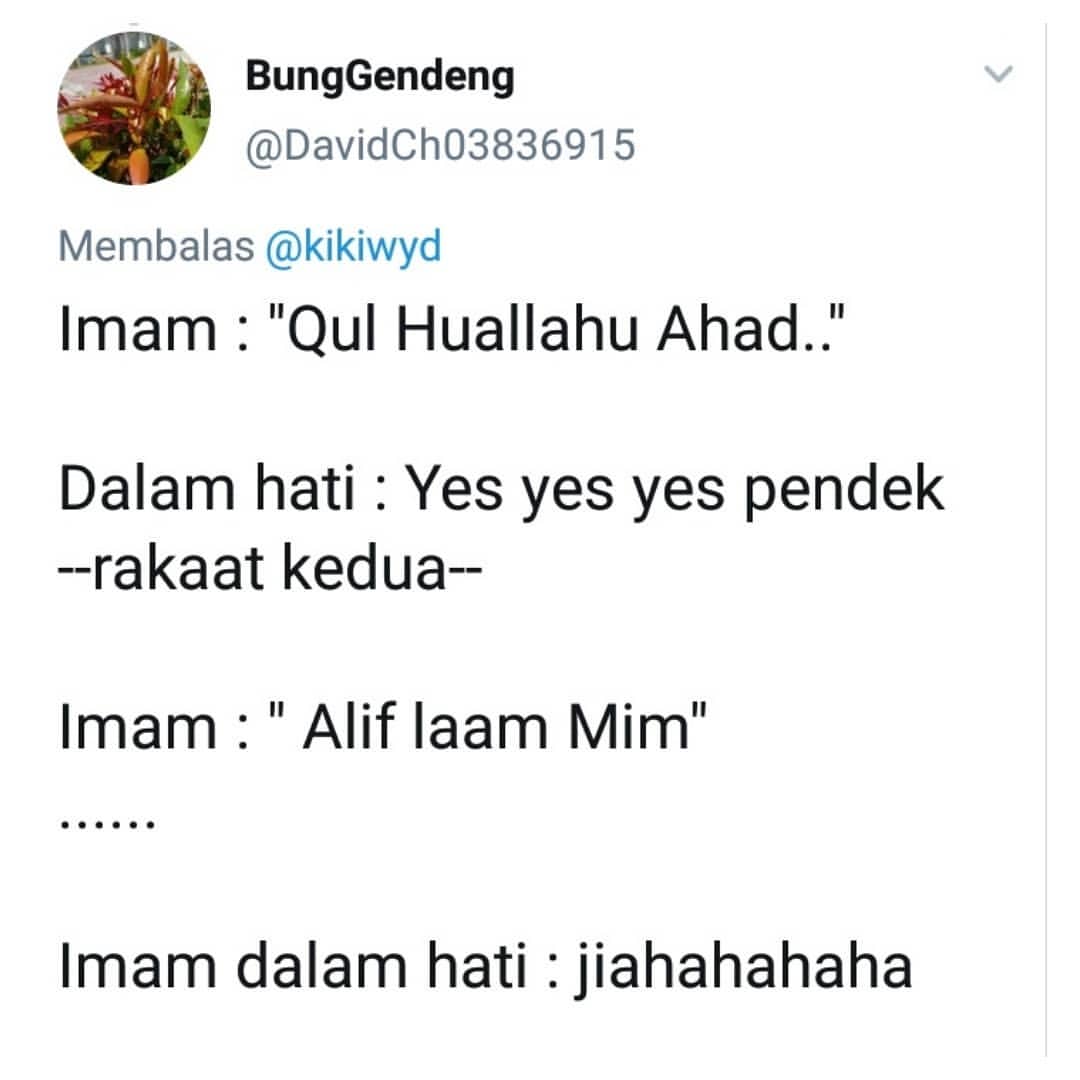 BungGendeng
@DavidCh03836915
Membalas @kikiwyd
Imam : "Qul Huallahu Ahad.."
Dalam hati : Yes yes yes pendek
--rakaat kedua--
Imam : " Alif laam Mim"
......
Imam dalam hati : jiahahahaha